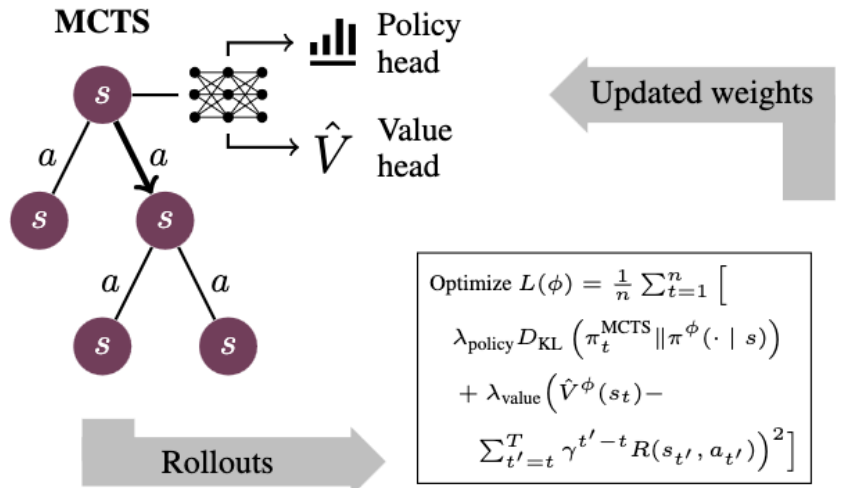 MCTS
Policy
head
Value
head
V̂
s
a
a
s
s
a
a
s
s
Updated weights
Optimize L(ϕ) = 1/n ∑ₜ₌₁ⁿ [
λ_policy D_KL (π_t^MCTS ‖ π^ϕ(· | s))
+ λ_value (V̂^ϕ(s_t) −
∑_{t′=t}^T γ^{t′−t} R(s_{t′}, a_{t′}))² ]
Rollouts